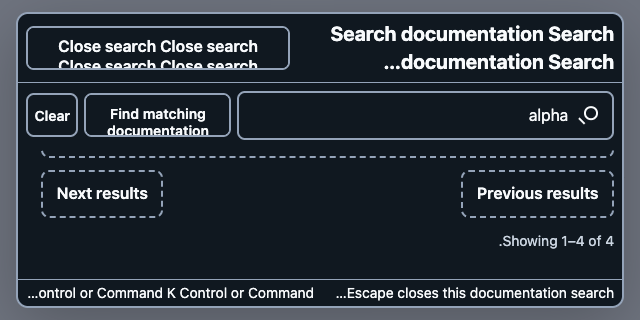 Search documentation Search
...documentation Search
Close search Close search
Close search Close search
alpha
Find matching
documentation
Clear
Previous results
Next results
.Showing 1–4 of 4
...Escape closes this documentation search
...ontrol or Command K Control or Command